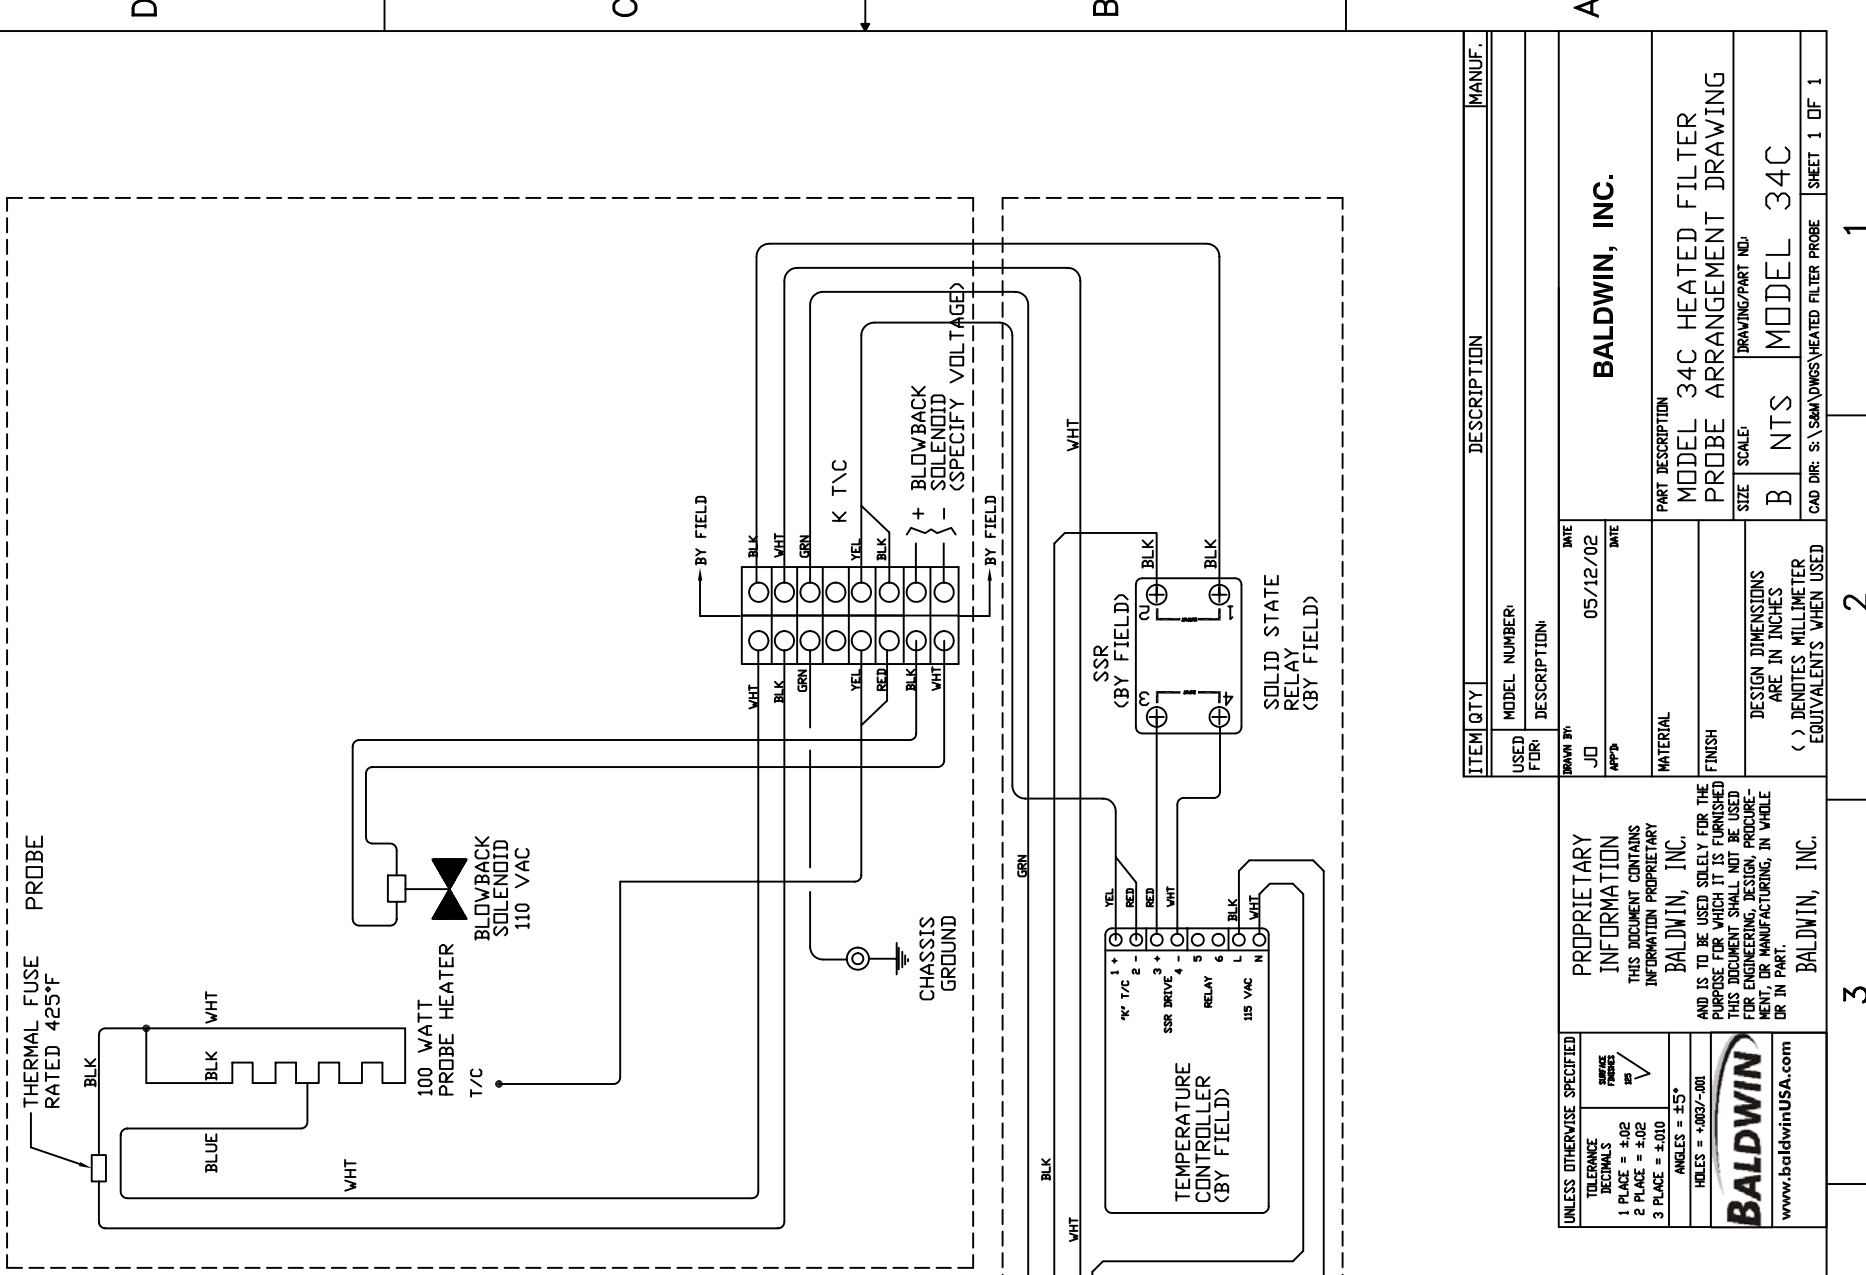 D
C
B
A
1
2
3
PROBE
THERMAL FUSE
RATED 425°F
BLK
WHT
BLK
BLUE
WHT
100 WATT
PROBE HEATER
T/C
BLOWBACK
SOLENOID
110 VAC
CHASSIS
GROUND
BY FIELD
BY FIELD
BLK
WHT
GRN
YEL
BLK
K T\C
+
-
BLOWBACK
SOLENOID
(SPECIFY VOLTAGE)
WHT
BLK
GRN
YEL
RED
BLK
WHT
WHT
GRN
BLK
WHT
SSR
(BY FIELD)
BLK
BLK
2
1
3
4
SOLID STATE
RELAY
(BY FIELD)
YEL
RED
RED
WHT
BLK
WHT
1 +
2 -
3 +
4 -
5
6
L
N
"K" T/C
SSR DRIVE
RELAY
115 VAC
TEMPERATURE
CONTROLLER
(BY FIELD)
ITEM QTY DESCRIPTION MANUF.
USED
FOR:
MODEL NUMBER:
DESCRIPTION:
UNLESS OTHERWISE SPECIFIED
TOLERANCE
DECIMALS
1 PLACE = ±.02
2 PLACE = ±.02
3 PLACE = ±.010
SURFACE
FINISHES
125
ANGLES = ±5°
HOLES = +.003/-.001
BALDWIN
www.baldwinUSA.com
PROPRIETARY
INFORMATION
THIS DOCUMENT CONTAINS
INFORMATION PROPRIETARY
BALDWIN, INC.
AND IS TO BE USED SOLELY FOR THE
PURPOSE FOR WHICH IT IS FURNISHED
THIS DOCUMENT SHALL NOT BE USED
FOR ENGINEERING, DESIGN, PROCURE-
MENT, OR MANUFACTURING, IN WHOLE
OR IN PART.
BALDWIN, INC.
DRAWN BY: DATE
JO 05/12/02
APP'D: DATE
MATERIAL
FINISH
DESIGN DIMENSIONS
ARE IN INCHES
( ) DENOTES MILLIMETER
EQUIVALENTS WHEN USED
BALDWIN, INC.
PART DESCRIPTION
MODEL 34C HEATED FILTER
PROBE ARRANGEMENT DRAWING
SIZE SCALE: DRAWING/PART NO.:
B NTS MODEL 34C
CAD DIR: S:\S&M\DWGS\HEATED FILTER PROBE SHEET 1 OF 1